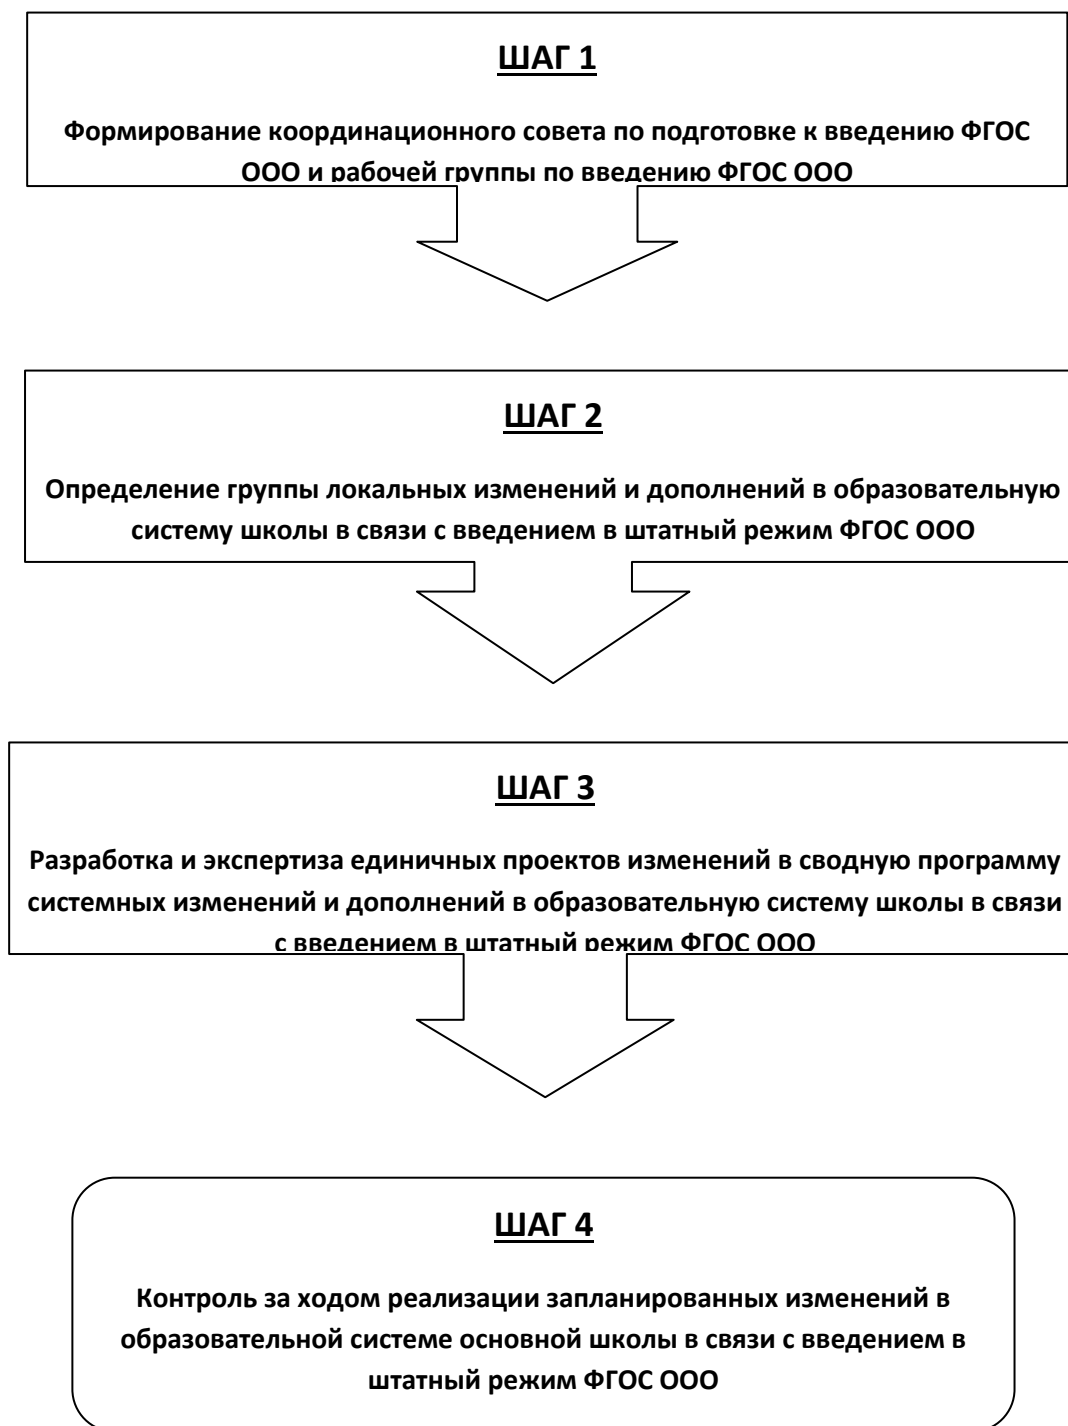 ШАГ 1
Формирование координационного совета по подготовке к введению ФГОС
ООО и рабочей группы по введению ФГОС ООО
ШАГ 2
Определение группы локальных изменений и дополнений в образовательную
систему школы в связи с введением в штатный режим ФГОС ООО
ШАГ 3
Разработка и экспертиза единичных проектов изменений в сводную программу
системных изменений и дополнений в образовательную систему школы в связи
с введением в штатный режим ФГОС ООО
ШАГ 4
Контроль за ходом реализации запланированных изменений в
образовательной системе основной школы в связи с введением в
штатный режим ФГОС ООО